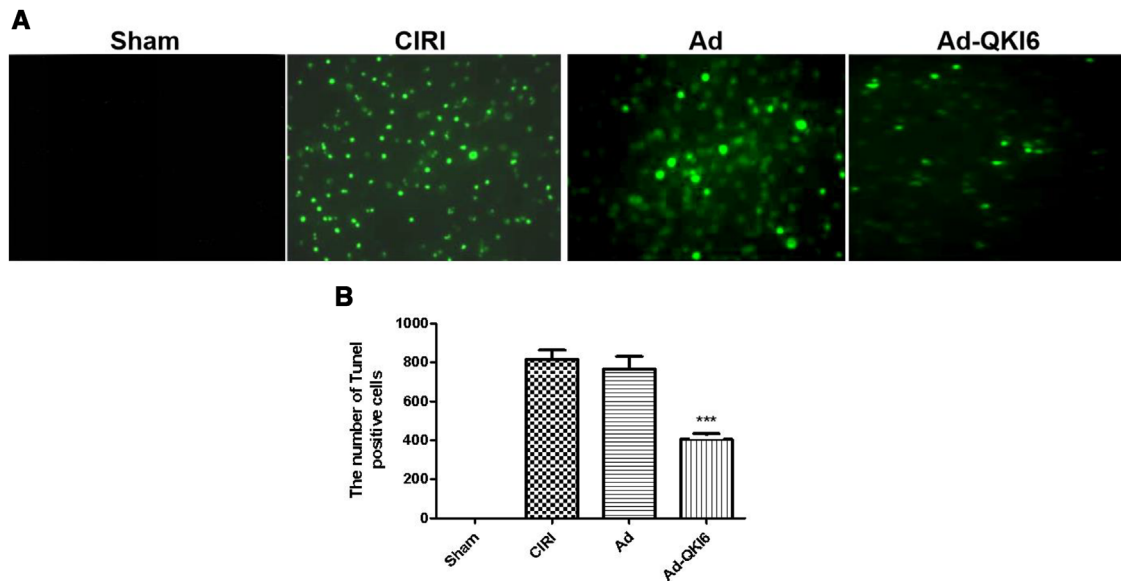 A
Sham CIRI Ad Ad-QKI6
B
The number of Tunel
positive cells
1000
800
600
400
200
0
***
Sham CIRI Ad Ad-QKI6